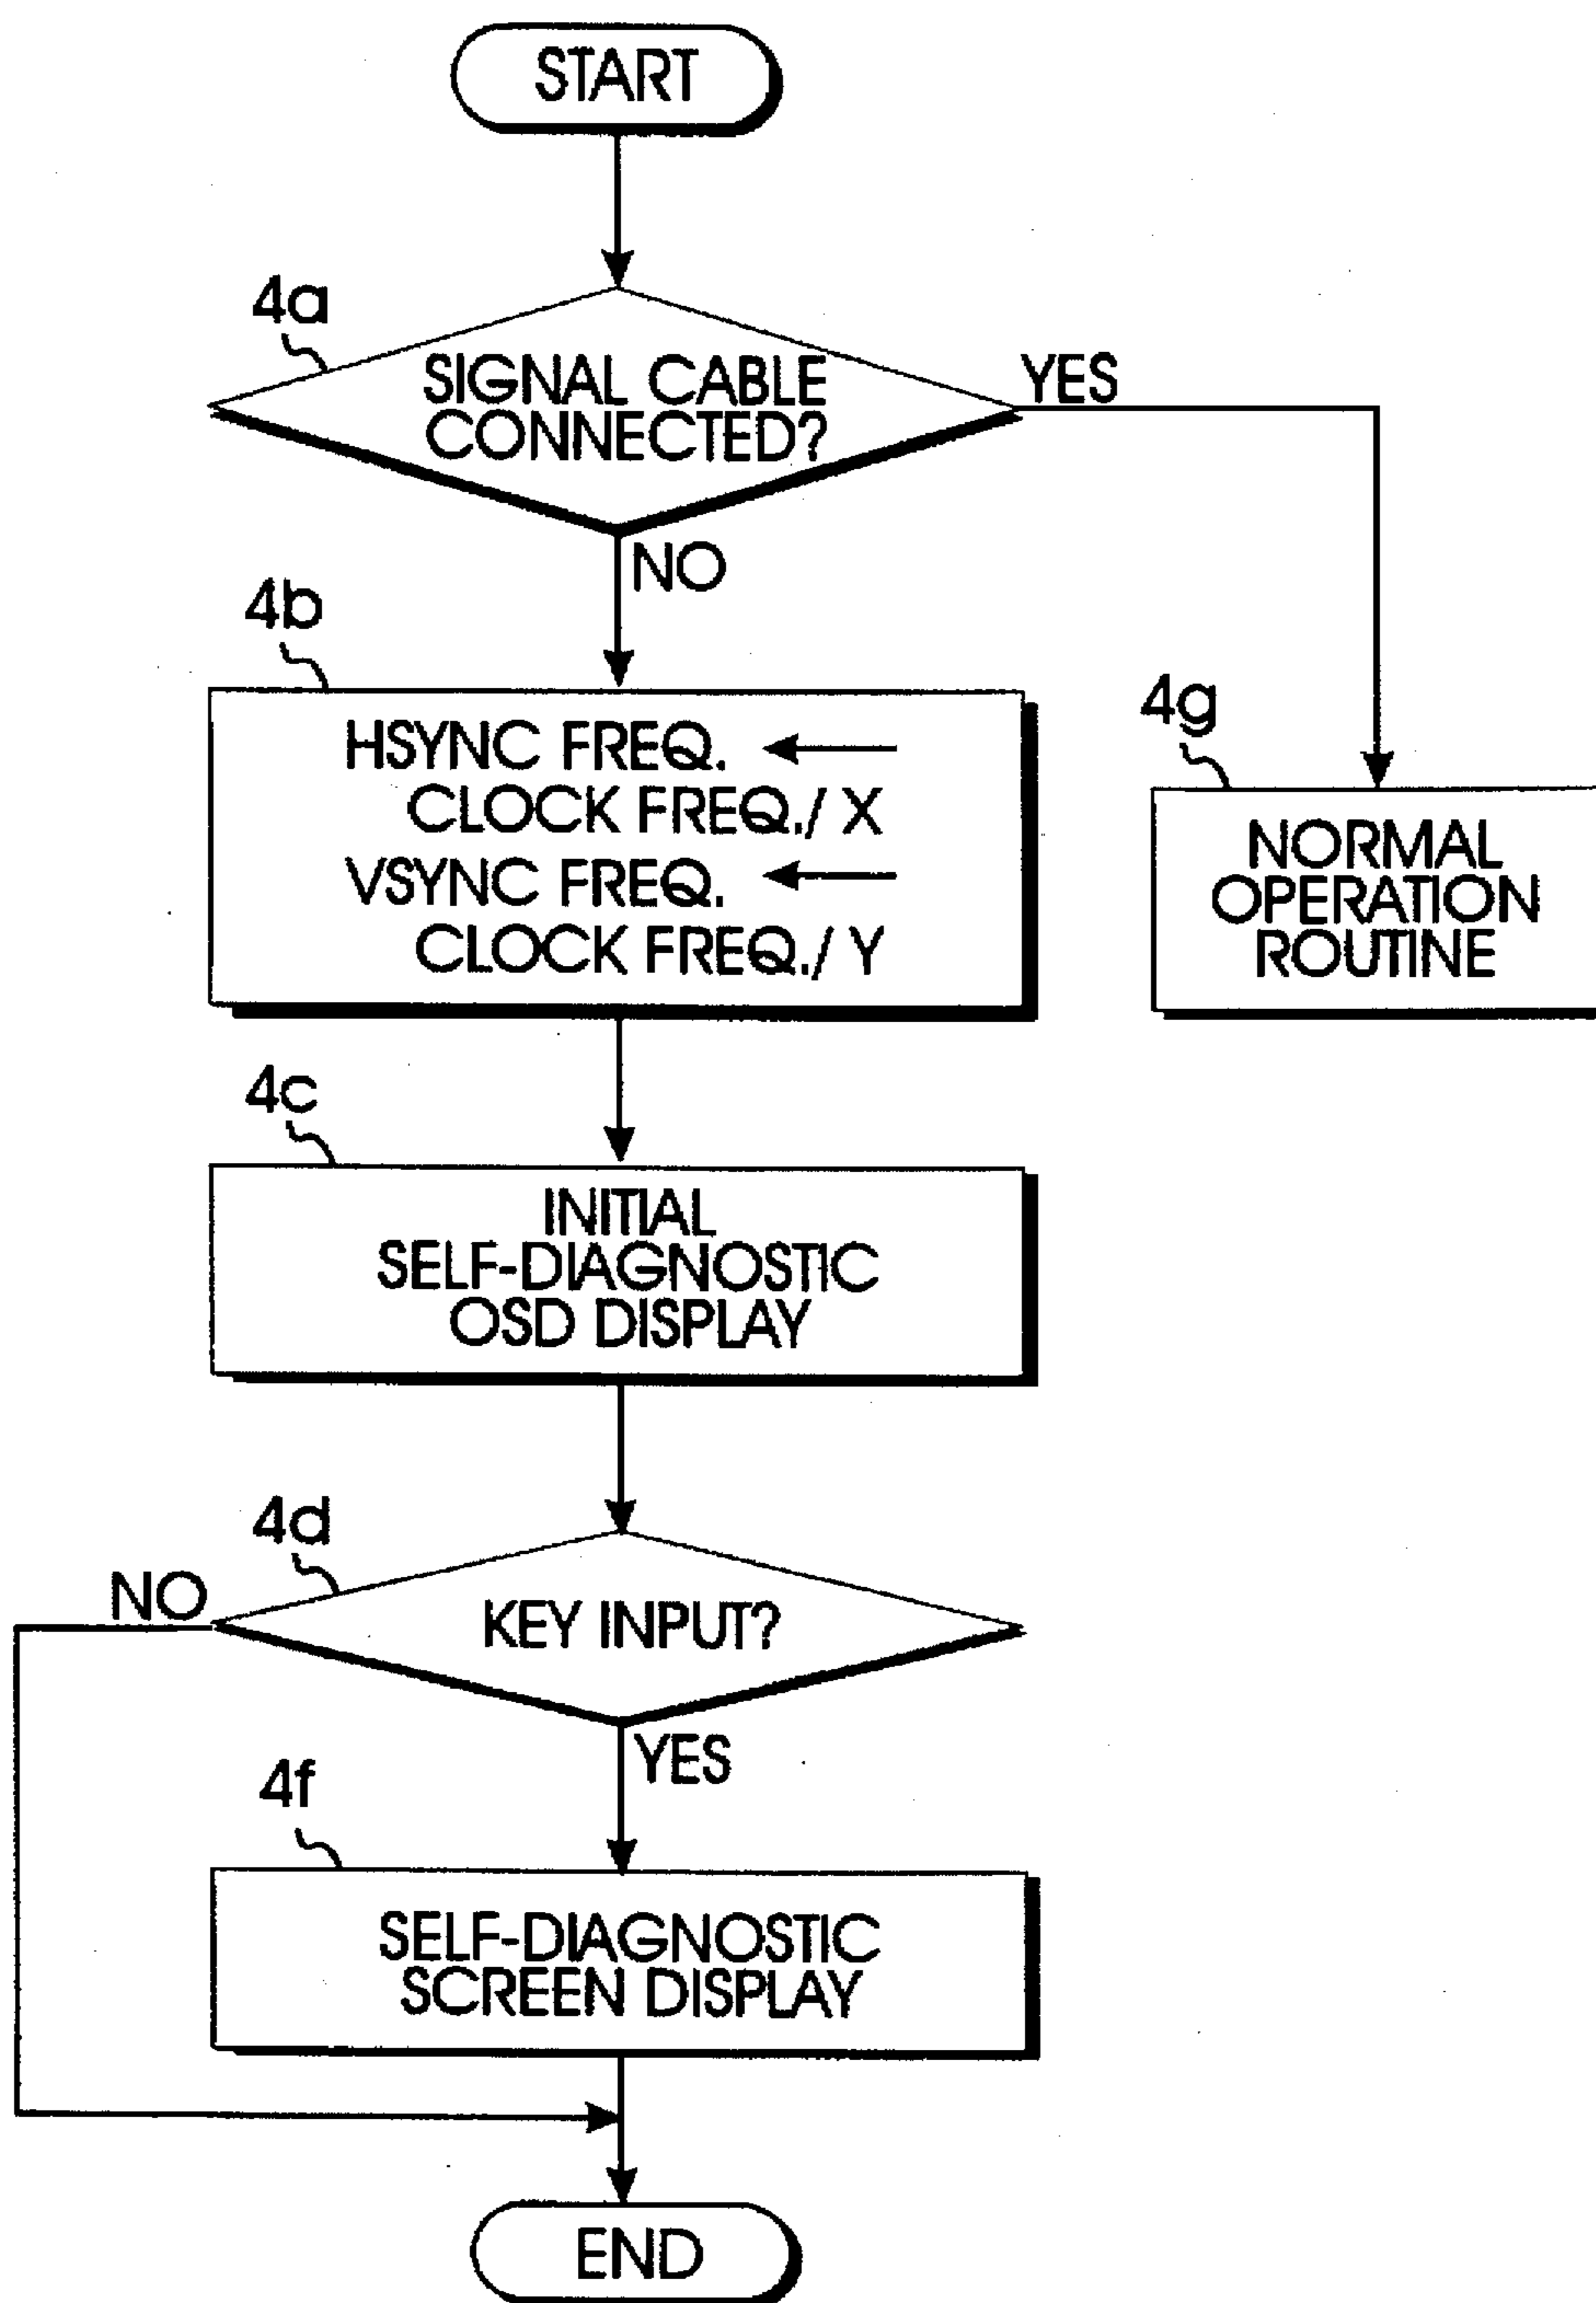 START
4a
SIGNAL CABLE
CONNECTED?
YES
NO
4b
HSYNC FREQ. ←
CLOCK FREQ./ X
VSYNC FREQ. ←
CLOCK FREQ./ Y
4g
NORMAL
OPERATION
ROUTINE
4c
INITIAL
SELF-DIAGNOSTIC
OSD DISPLAY
4d
NO
KEY INPUT?
YES
4f
SELF-DIAGNOSTIC
SCREEN DISPLAY
END